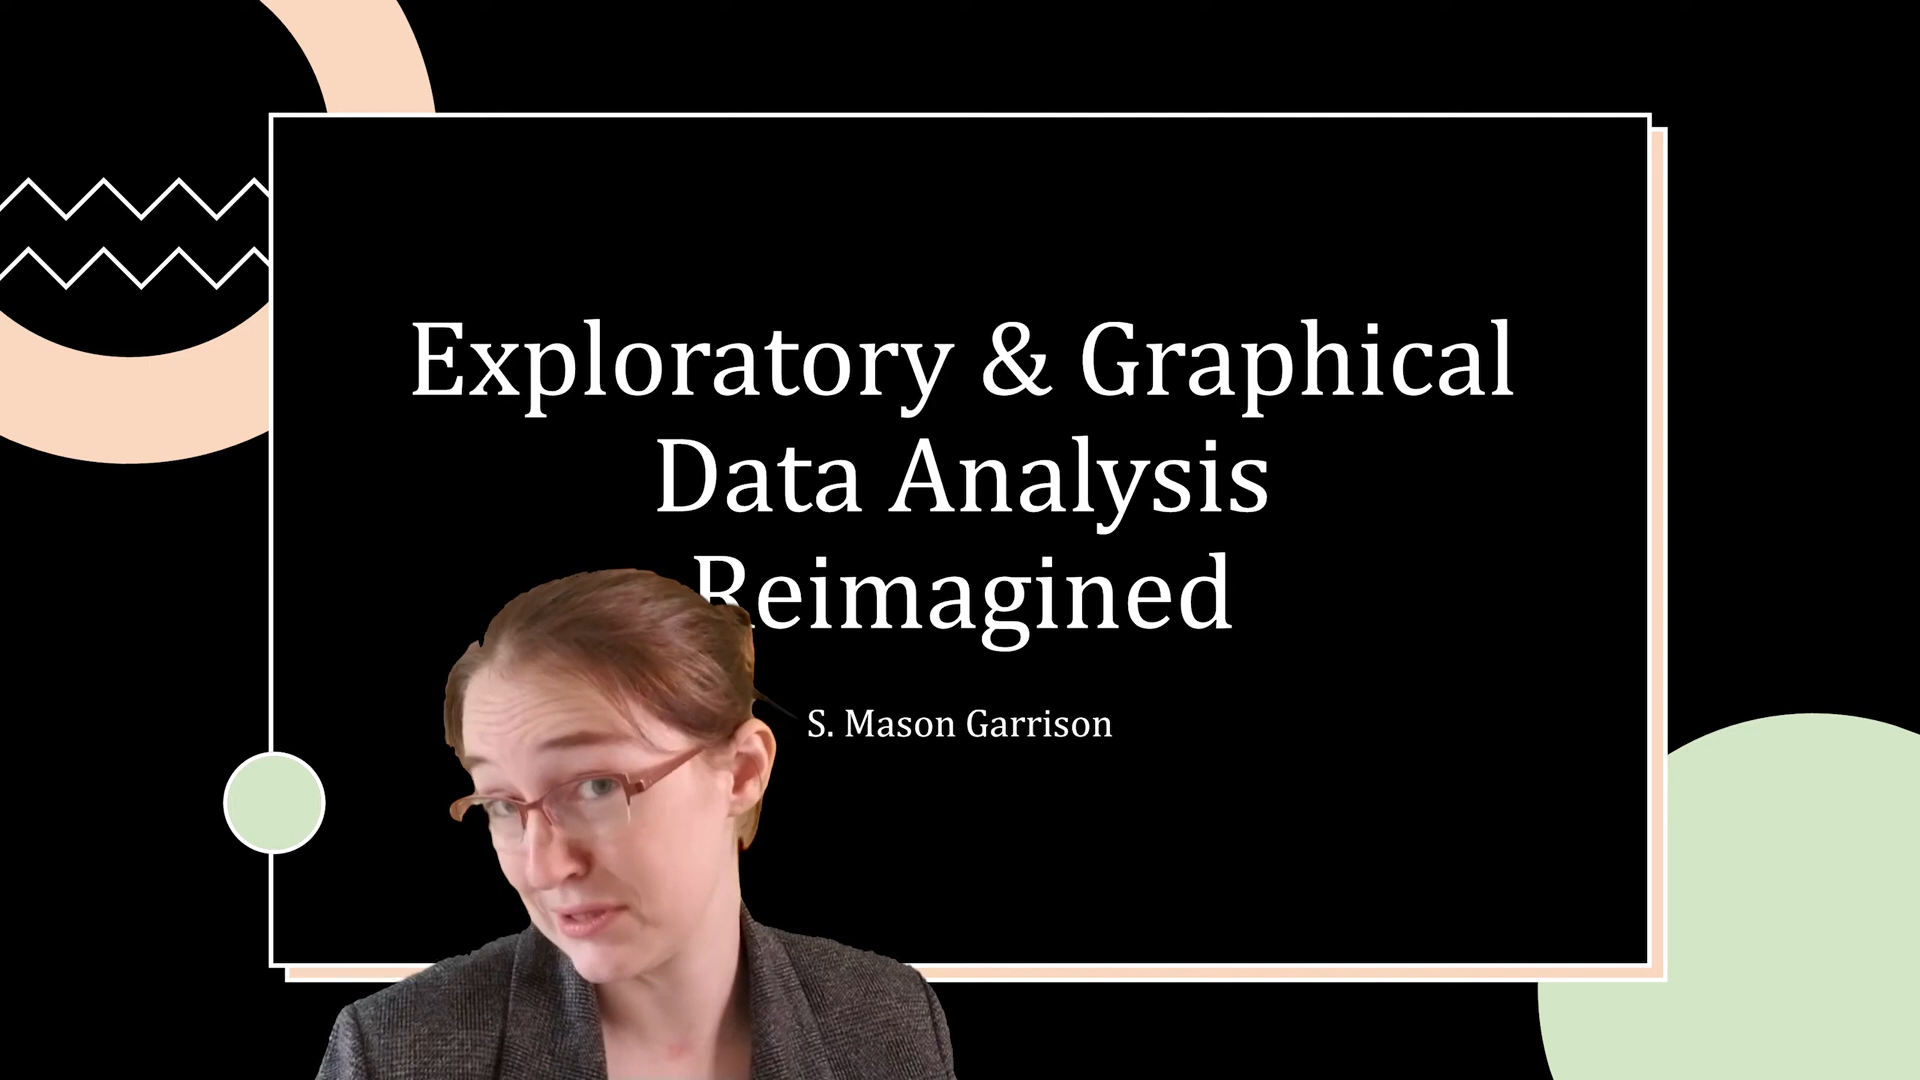 Exploratory & Graphical
Data Analysis
Reimagined
S. Mason Garrison